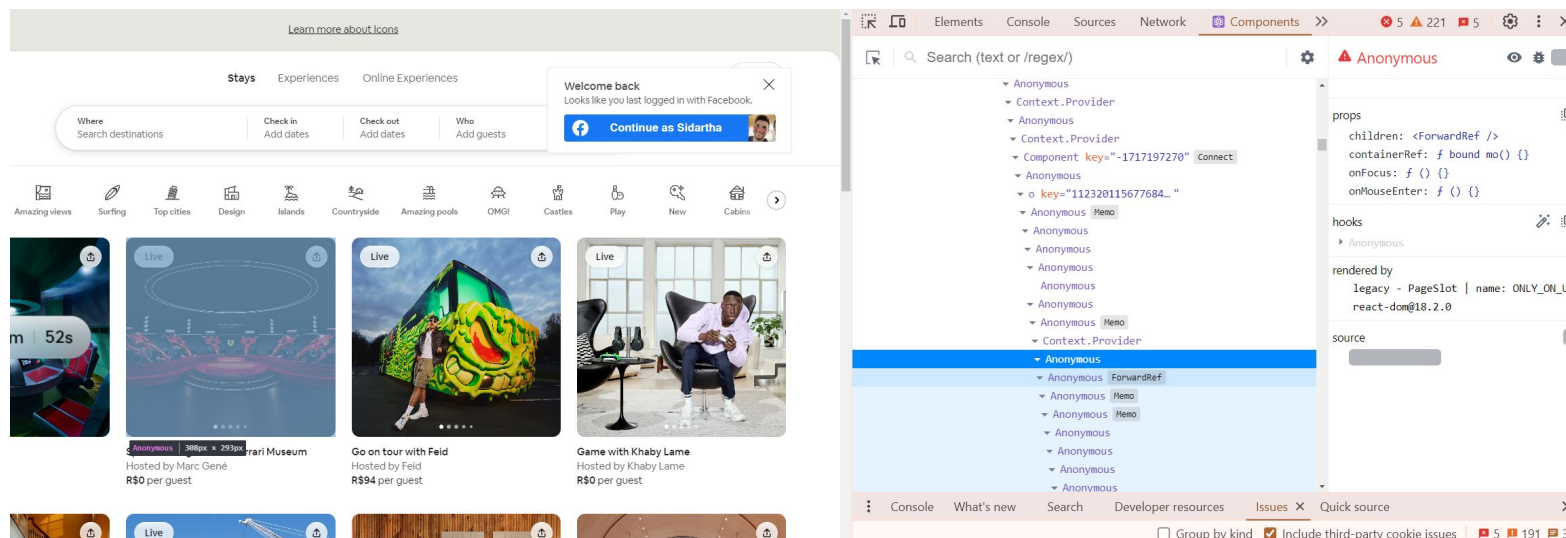 Learn more about Icons
Stays Experiences Online Experiences
Welcome back
Looks like you last logged in with Facebook.
Continue as Sidartha
Where
Search destinations
Check in
Add dates
Check out
Add dates
Who
Add guests
Amazing views Surfing Top cities Design Islands Countryside Amazing pools OMG! Castles Play New Cabins
m 52s
Live
Live
Live
Anonymous | 308px × 293px
rrari Museum
Hosted by Marc Gené
R$0 per guest
Go on tour with Feid
Hosted by Feid
R$94 per guest
Game with Khaby Lame
Hosted by Khaby Lame
R$0 per guest
Live
Elements Console Sources Network Components 5 221 5
Search (text or /regex/)
Anonymous
Context.Provider
Anonymous
Context.Provider
Component key="-1717197270" Connect
Anonymous
o key="112320115677684…"
Anonymous Memo
Anonymous
Anonymous
Anonymous
Anonymous
Anonymous
Anonymous Memo
Context.Provider
Anonymous
Anonymous ForwardRef
Anonymous Memo
Anonymous Memo
Anonymous
Anonymous
Anonymous
Anonymous
Anonymous
props
children: <ForwardRef />
containerRef: ƒ bound mo() {}
onFocus: ƒ () {}
onMouseEnter: ƒ () {}
hooks
Anonymous
rendered by
legacy - PageSlot | name: ONLY_ON_U
react-dom@18.2.0
source
Console What's new Search Developer resources Issues Quick source
Group by kind Include third-party cookie issues 5 191